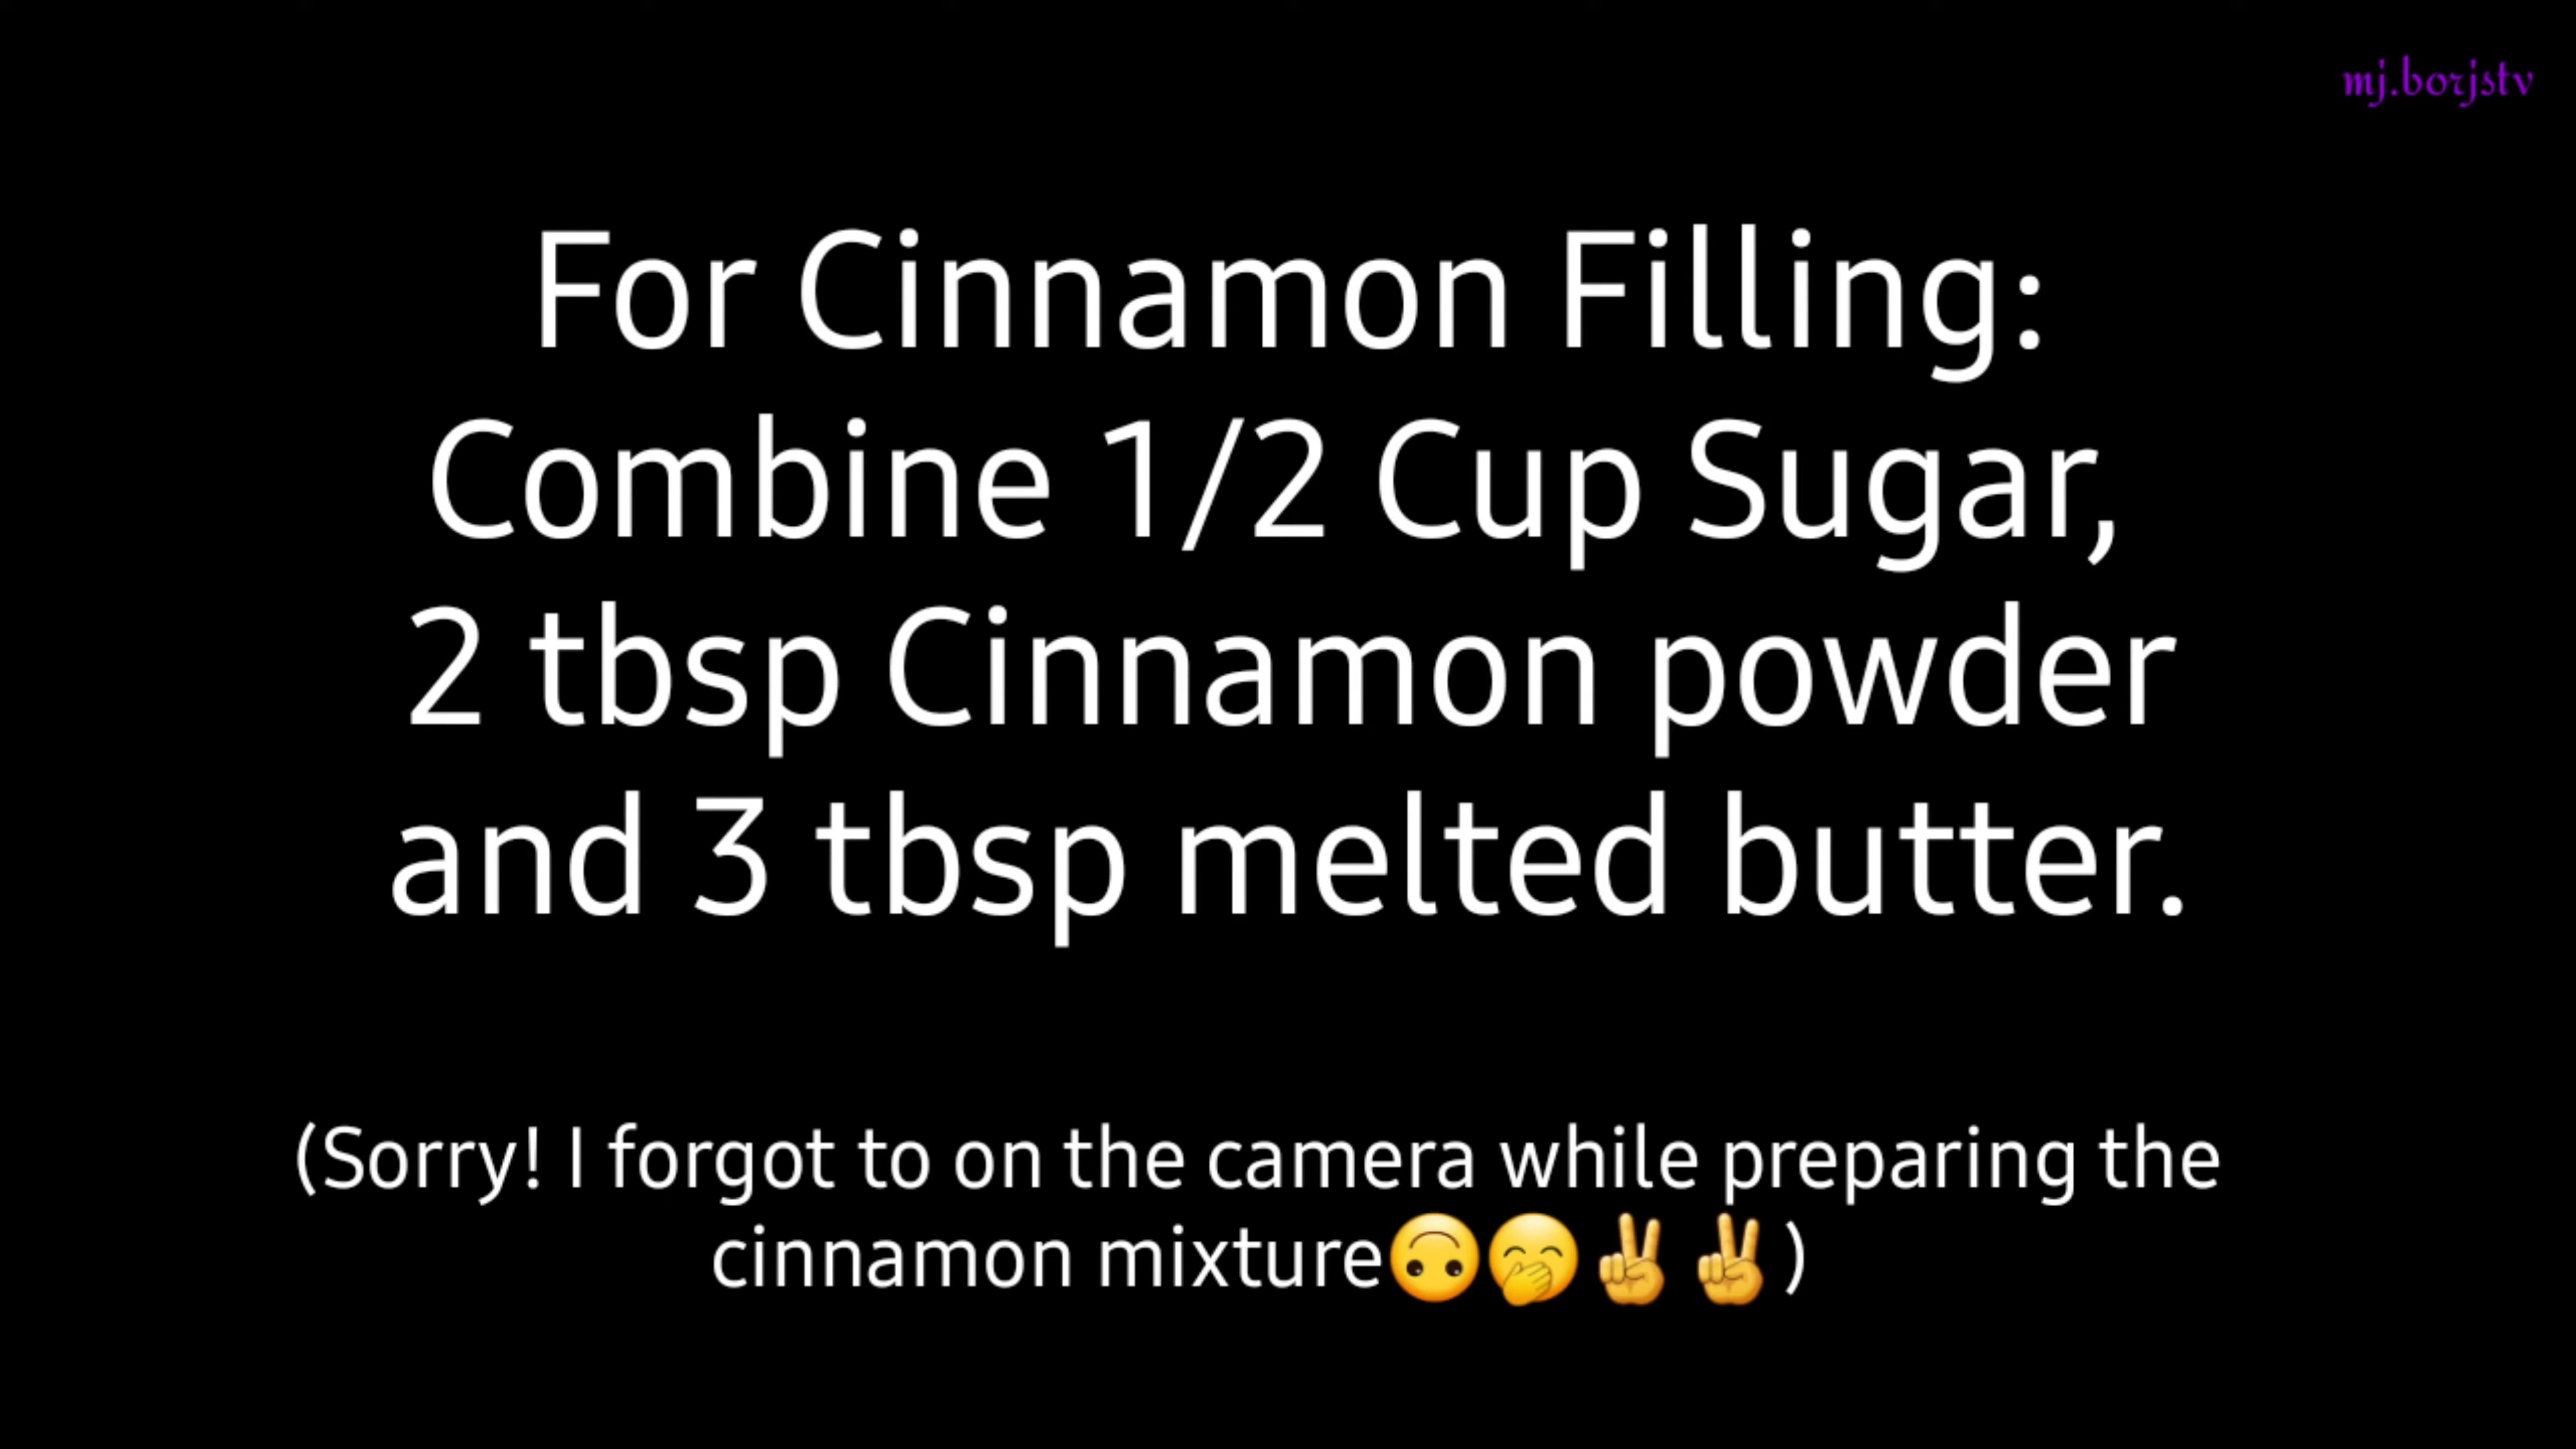 mj.borjstv
For Cinnamon Filling:
Combine 1/2 Cup Sugar,
2 tbsp Cinnamon powder
and 3 tbsp melted butter.
(Sorry! I forgot to on the camera while preparing the
cinnamon mixture🙃🤭✌️✌️)